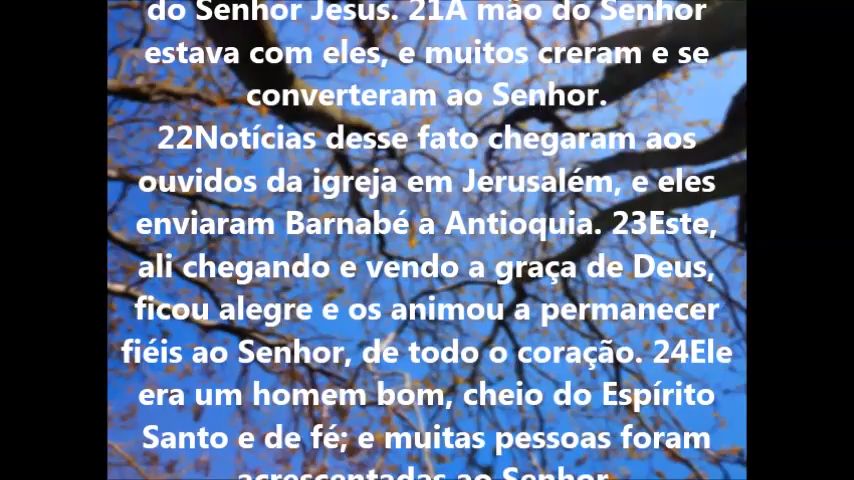 do Senhor Jesus. 21A mão do Senhor
estava com eles, e muitos creram e se
converteram ao Senhor.
22Notícias desse fato chegaram aos
ouvidos da igreja em Jerusalém, e eles
enviaram Barnabé a Antioquia. 23Este,
ali chegando e vendo a graça de Deus,
ficou alegre e os animou a permanecer
fiéis ao Senhor, de todo o coração. 24Ele
era um homem bom, cheio do Espírito
Santo e de fé; e muitas pessoas foram
acrescentadas ao Senhor